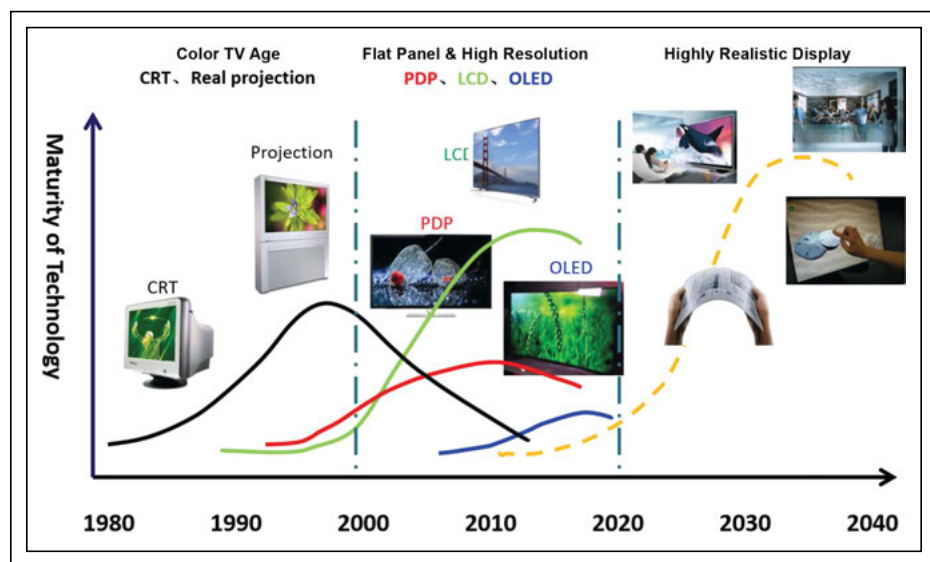 Color TV Age
CRT、Real projection
Flat Panel & High Resolution
PDP、LCD、OLED
Highly Realistic Display
Maturity of Technology
Projection
CRT
LCD
PDP
OLED
1980 1990 2000 2010 2020 2030 2040